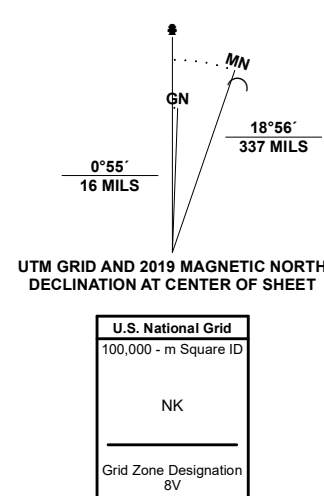 MN
GN
18°56´
337 MILS
0°55´
16 MILS
UTM GRID AND 2019 MAGNETIC NORTH
DECLINATION AT CENTER OF SHEET
U.S. National Grid
100,000 - m Square ID
NK
Grid Zone Designation
8V